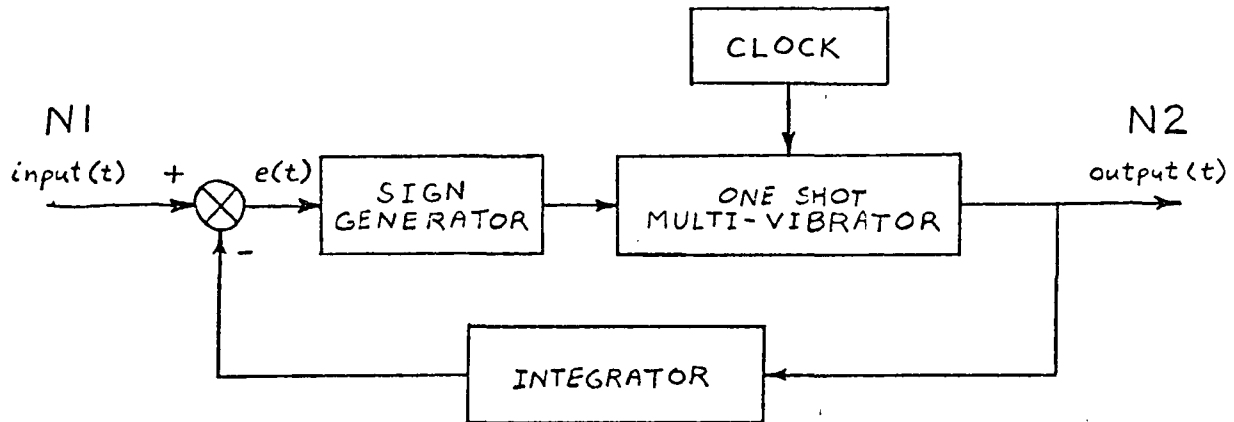 CLOCK
N1
N2
input(t)
+
e(t)
SIGN
GENERATOR
ONE SHOT
MULTI-VIBRATOR
output(t)
-
INTEGRATOR